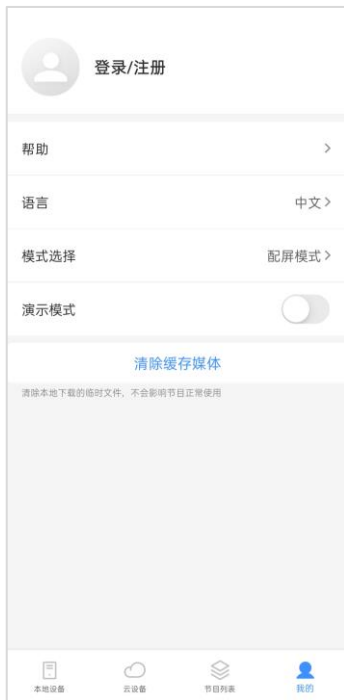 登录/注册
帮助
语言 中文
模式选择 配屏模式
演示模式
清除缓存媒体
清除本地下载的临时文件，不会影响节目正常使用
本地设备 云设备 节目列表 我的